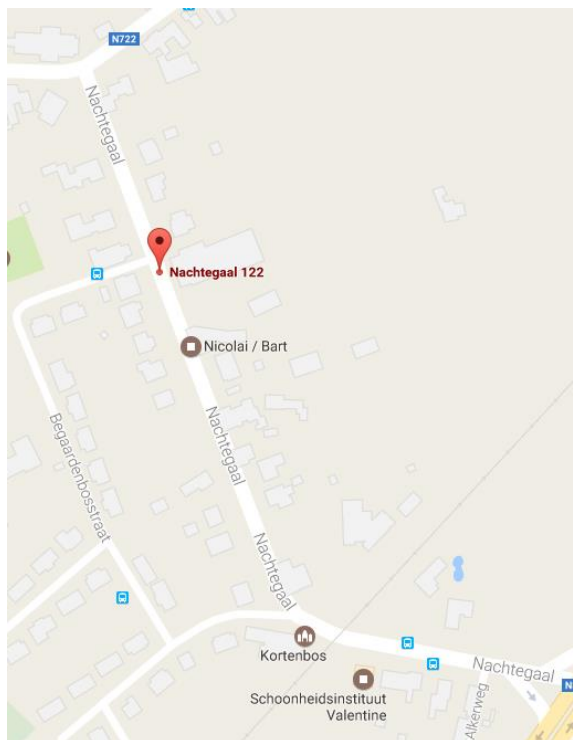 N722
Nachtegaal
Nachtegaal 122
Nicolai / Bart
Nachtegaal
Begaardenbosstraat
Nachtegaal
Kortenbos
Nachtegaal
Schoonheidsinstituut
Valentine
Alkerweg
N